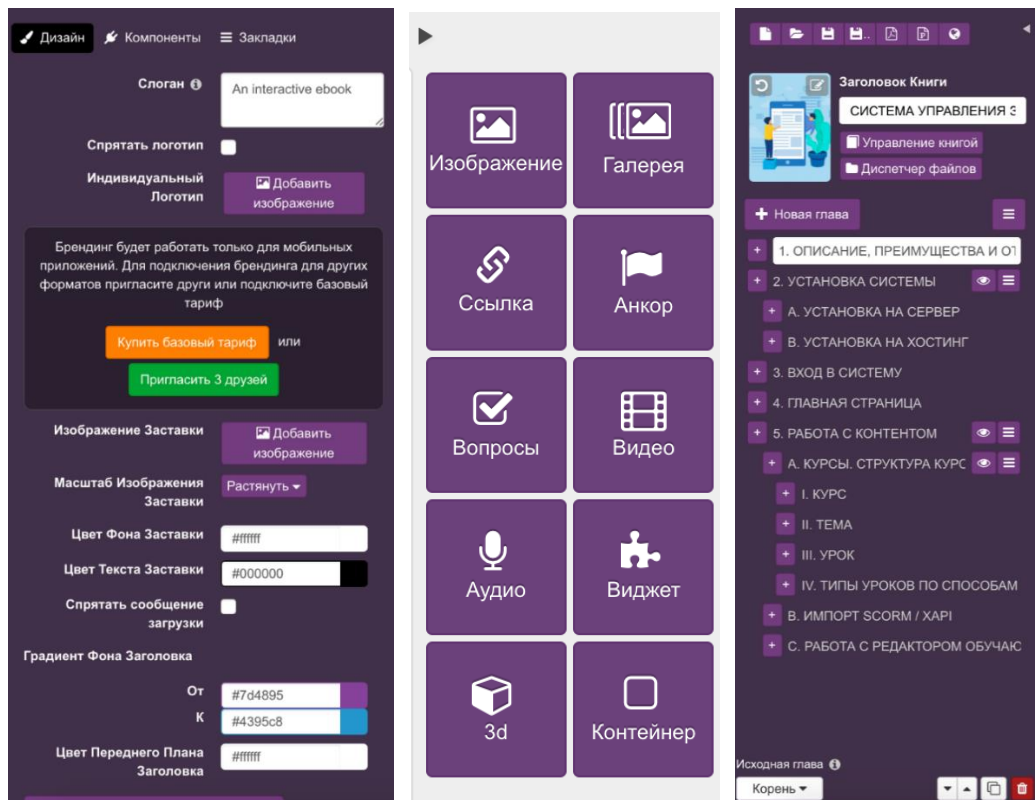 Дизайн
Компоненты
Закладки
Слоган
An interactive ebook
Спрятать логотип
Индивидуальный
Логотип
Добавить
изображение
Брендинг будет работать только для мобильных
приложений. Для подключения брендинга для других
форматов пригласите други или подключите базовый
тариф
Купить базовый тариф
или
Пригласить 3 друзей
Изображение Заставки
Добавить
изображение
Масштаб Изображения
Заставки
Растянуть
Цвет Фона Заставки
#ffffff
Цвет Текста Заставки
#000000
Спрятать сообщение
загрузки
Градиент Фона Заголовка
От
#7d4895
К
#4395c8
Цвет Переднего Плана
Заголовка
#ffffff
Изображение
Галерея
Ссылка
Анкор
Вопросы
Видео
Аудио
Виджет
3d
Контейнер
Заголовок Книги
СИСТЕМА УПРАВЛЕНИЯ З
Управление книгой
Диспетчер файлов
+ Новая глава
+ 1. ОПИСАНИЕ, ПРЕИМУЩЕСТВА И ОТ
+ 2. УСТАНОВКА СИСТЕМЫ
+ A. УСТАНОВКА НА СЕРВЕР
+ B. УСТАНОВКА НА ХОСТИНГ
+ 3. ВХОД В СИСТЕМУ
+ 4. ГЛАВНАЯ СТРАНИЦА
+ 5. РАБОТА С КОНТЕНТОМ
+ A. КУРСЫ. СТРУКТУРА КУРС
+ I. КУРС
+ II. ТЕМА
+ III. УРОК
+ IV. ТИПЫ УРОКОВ ПО СПОСОБАМ
+ B. ИМПОРТ SCORM / XAPI
+ C. РАБОТА С РЕДАКТОРОМ ОБУЧАЮ
Исходная глава
Корень